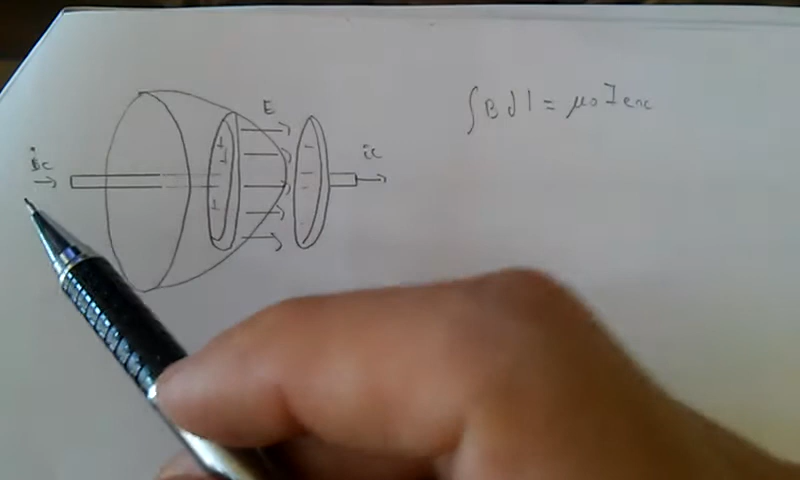 E
∫B dl = μ0 I enc
ic
ic
+
+
+
-
-
-